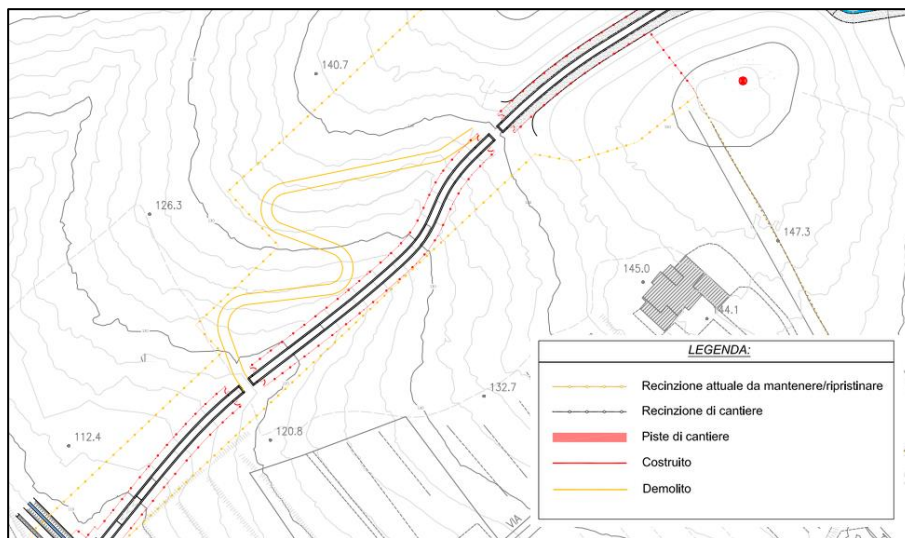 140.7
126.3
147.3
145.0
144.1
LEGENDA:
Recinzione attuale da mantenere/ripristinare
Recinzione di cantiere
Piste di cantiere
Costruito
Demolito
132.7
120.8
112.4
VIA